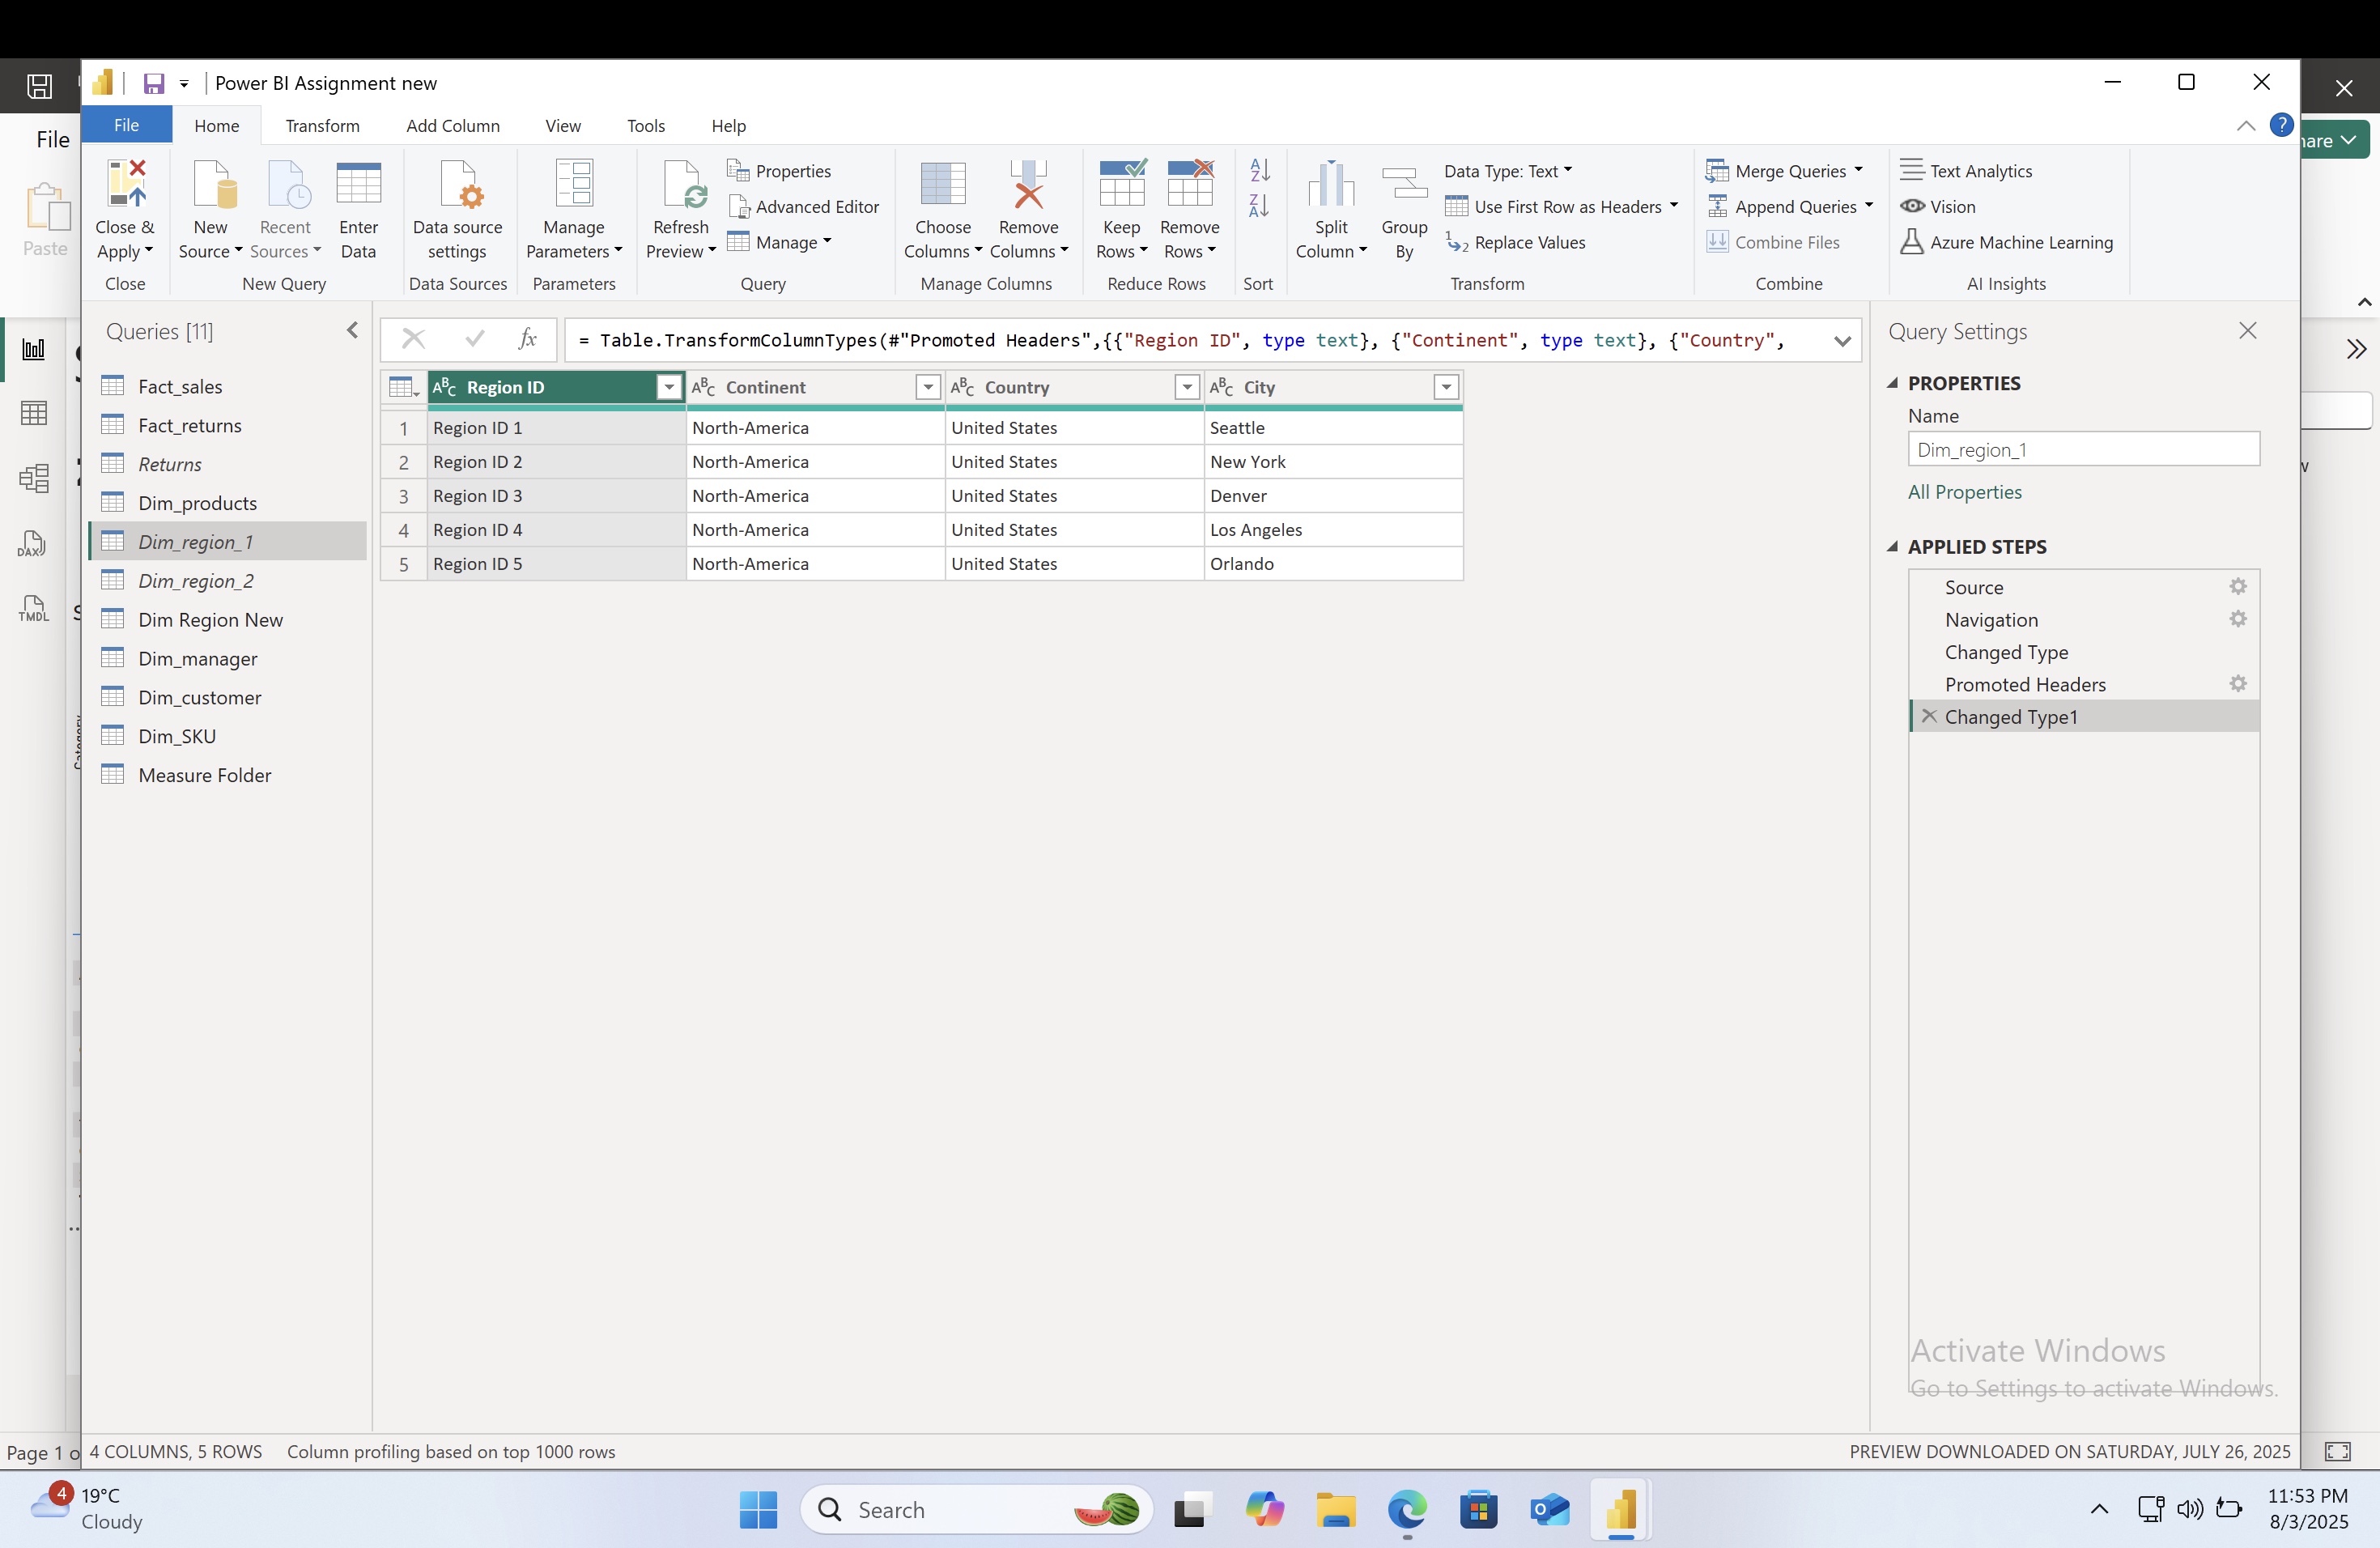 Power BI Assignment new
File
Home
Transform
Add Column
View
Tools
Help
File
Paste
Close & Apply
Close
New Source
Recent Sources
Enter Data
New Query
Data source settings
Data Sources
Manage Parameters
Parameters
Refresh Preview
Properties
Advanced Editor
Manage
Query
Choose Columns
Remove Columns
Manage Columns
Keep Rows
Remove Rows
Reduce Rows
A Z
Z A
Sort
Split Column
Group By
Data Type: Text
Use First Row as Headers
1 2 Replace Values
Transform
Merge Queries
Append Queries
Combine Files
Combine
Text Analytics
Vision
Azure Machine Learning
AI Insights
Queries [11]
Fact_sales
Fact_returns
Returns
Dim_products
Dim_region_1
Dim_region_2
Dim Region New
Dim_manager
Dim_customer
Dim_SKU
Measure Folder
DAX
TMDL
Category
fx = Table.TransformColumnTypes(#"Promoted Headers",{{"Region ID", type text}, {"Continent", type text}, {"Country",
ABC Region ID ABC Continent ABC Country ABC City
1 Region ID 1 North-America United States Seattle
2 Region ID 2 North-America United States New York
3 Region ID 3 North-America United States Denver
4 Region ID 4 North-America United States Los Angeles
5 Region ID 5 North-America United States Orlando
Query Settings
PROPERTIES
Name
Dim_region_1
All Properties
APPLIED STEPS
Source
Navigation
Changed Type
Promoted Headers
Changed Type1
Activate Windows
Go to Settings to activate Windows.
Page 1 o
4 COLUMNS, 5 ROWS Column profiling based on top 1000 rows
PREVIEW DOWNLOADED ON SATURDAY, JULY 26, 2025
4
19°C
Cloudy
Search
11:53 PM
8/3/2025